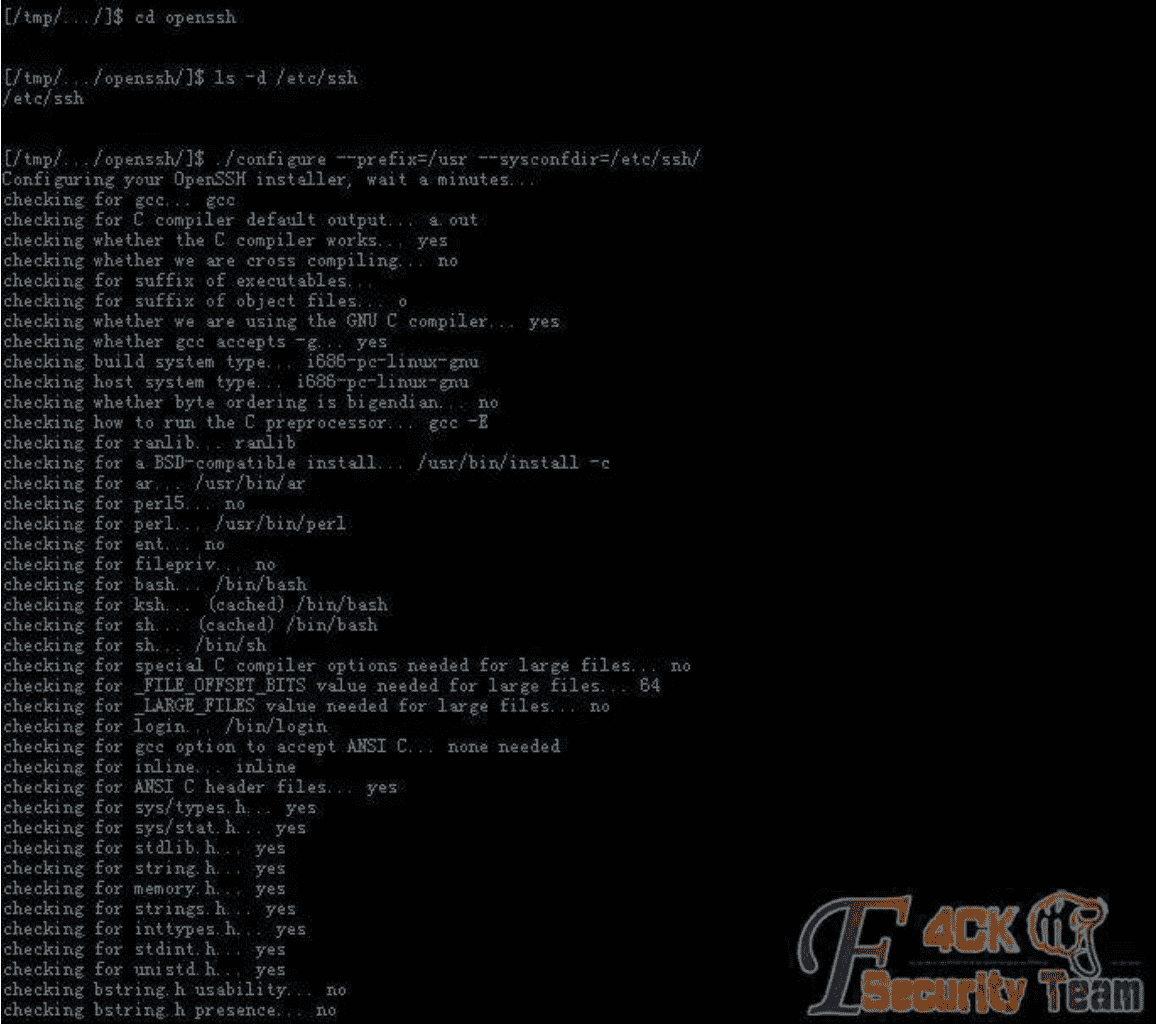 [/tmp/.../]$ cd openssh
[/tmp/.../openssh/]$ ls -d /etc/ssh
/etc/ssh
[/tmp/.../openssh/]$ ./configure --prefix=/usr --sysconfdir=/etc/ssh/
Configuring your OpenSSH installer, wait a minutes...
checking for gcc... gcc
checking for C compiler default output... a.out
checking whether the C compiler works... yes
checking whether we are cross compiling... no
checking for suffix of executables...
checking for suffix of object files... o
checking whether we are using the GNU C compiler... yes
checking whether gcc accepts -g... yes
checking build system type... i686-pc-linux-gnu
checking host system type... i686-pc-linux-gnu
checking whether byte ordering is bigendian... no
checking how to run the C preprocessor... gcc -E
checking for ranlib... ranlib
checking for a BSD-compatible install... /usr/bin/install -c
checking for ar... /usr/bin/ar
checking for perl5... no
checking for perl... /usr/bin/perl
checking for ent... no
checking for filepriv... no
checking for bash... /bin/bash
checking for ksh... (cached) /bin/bash
checking for sh... (cached) /bin/bash
checking for sh... /bin/sh
checking for special C compiler options needed for large files... no
checking for _FILE_OFFSET_BITS value needed for large files... 64
checking for _LARGE_FILES value needed for large files... no
checking for login... /bin/login
checking for gcc option to accept ANSI C... none needed
checking for inline... inline
checking for ANSI C header files... yes
checking for sys/types.h... yes
checking for sys/stat.h... yes
checking for stdlib.h... yes
checking for string.h... yes
checking for memory.h... yes
checking for strings.h... yes
checking for inttypes.h... yes
checking for stdint.h... yes
checking for unistd.h... yes
checking bstring.h usability... no
checking bstring.h presence... no
F4CK
Security Team